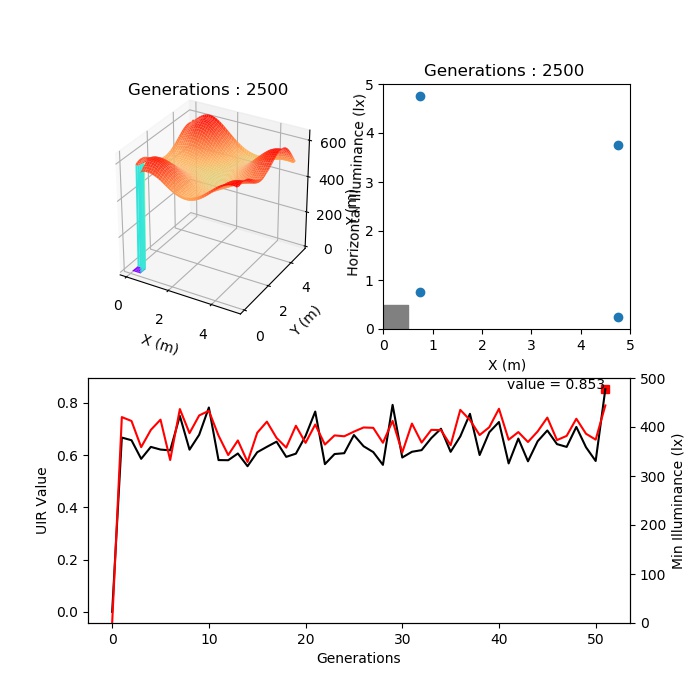 Generations : 2500
600
400
200
0
Horizontal Illuminance (lx)
0
2
4
X (m)
0
2
4
Y (m)
Generations : 2500
5
4
3
2
1
0
Y (m)
0 1 2 3 4 5
X (m)
value = 0.853
0.8
0.6
0.4
0.2
0.0
UIR Value
500
400
300
200
100
0
Min Illuminance (lx)
0 10 20 30 40 50
Generations